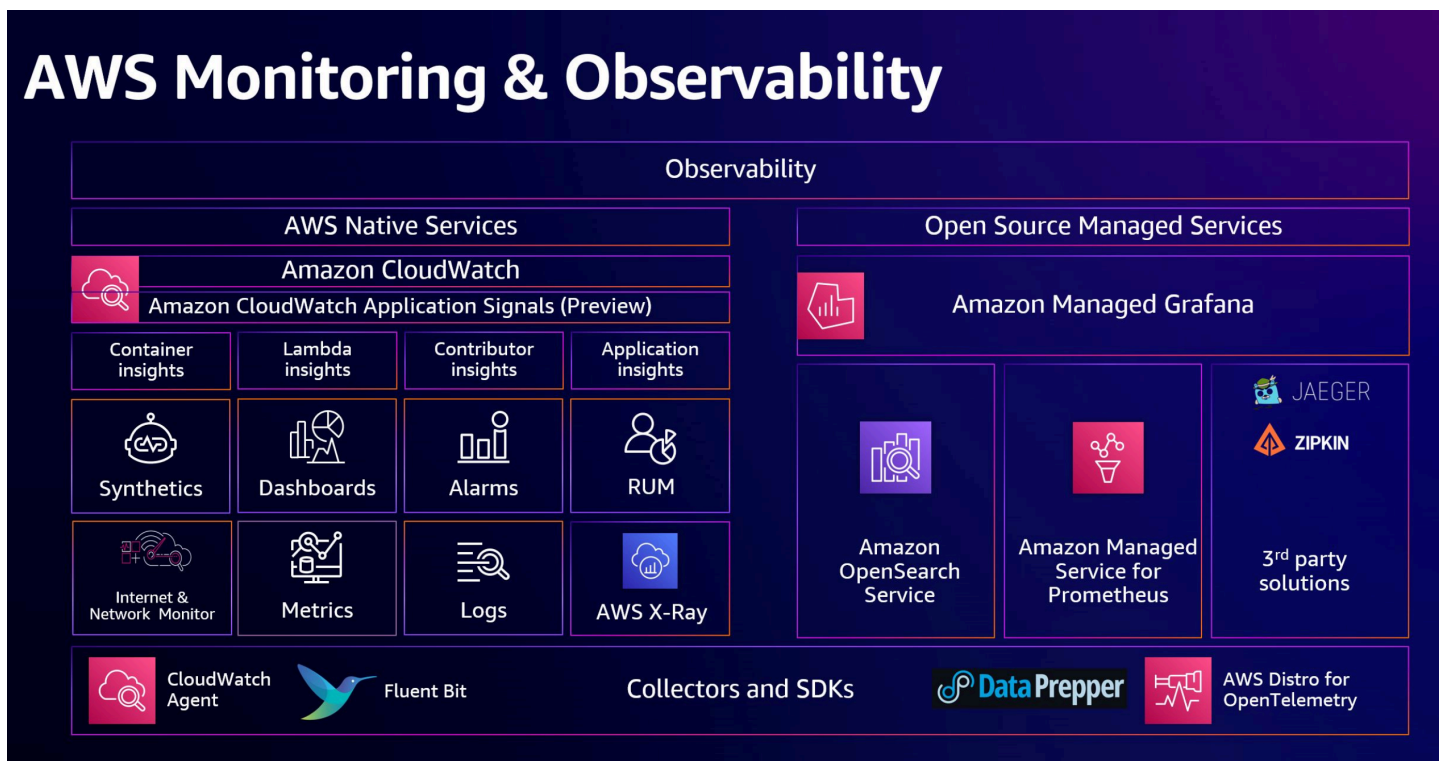 AWS Monitoring & Observability
Observability
AWS Native Services
Amazon CloudWatch
Amazon CloudWatch Application Signals (Preview)
Container
insights
Lambda
insights
Contributor
insights
Application
insights
Synthetics
Dashboards
Alarms
RUM
Internet &
Network Monitor
Metrics
Logs
AWS X-Ray
Open Source Managed Services
Amazon Managed Grafana
Amazon
OpenSearch
Service
Amazon Managed
Service for
Prometheus
JAEGER
ZIPKIN
3rd party
solutions
CloudWatch
Agent
Fluent Bit
Collectors and SDKs
Data Prepper
AWS Distro for
OpenTelemetry